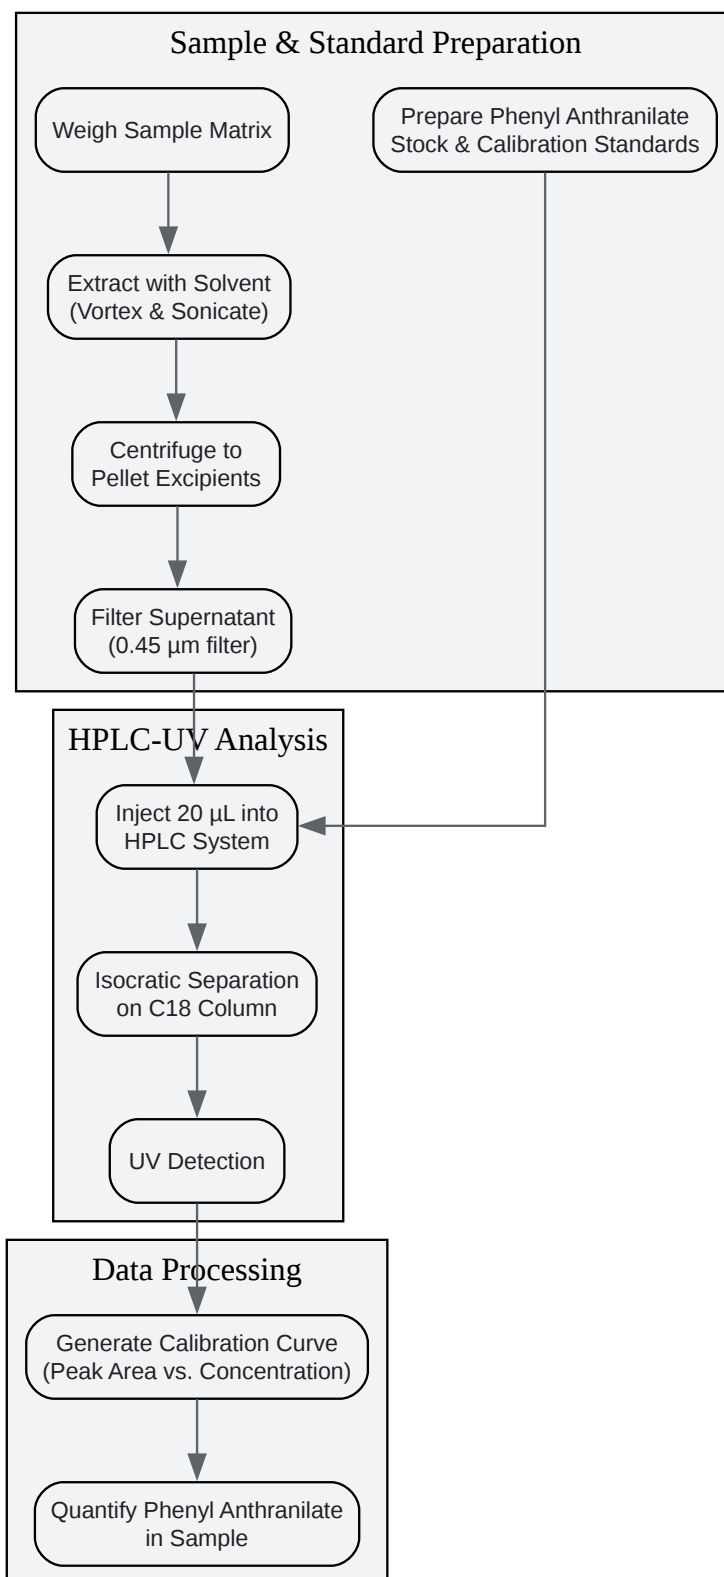 Sample & Standard Preparation
Weigh Sample Matrix
Prepare Phenyl Anthranilate
Stock & Calibration Standards
Extract with Solvent
(Vortex & Sonicate)
Centrifuge to
Pellet Excipients
Filter Supernatant
(0.45 µm filter)
HPLC-UV Analysis
Inject 20 µL into
HPLC System
Isocratic Separation
on C18 Column
UV Detection
Data Processing
Generate Calibration Curve
(Peak Area vs. Concentration)
Quantify Phenyl Anthranilate
in Sample